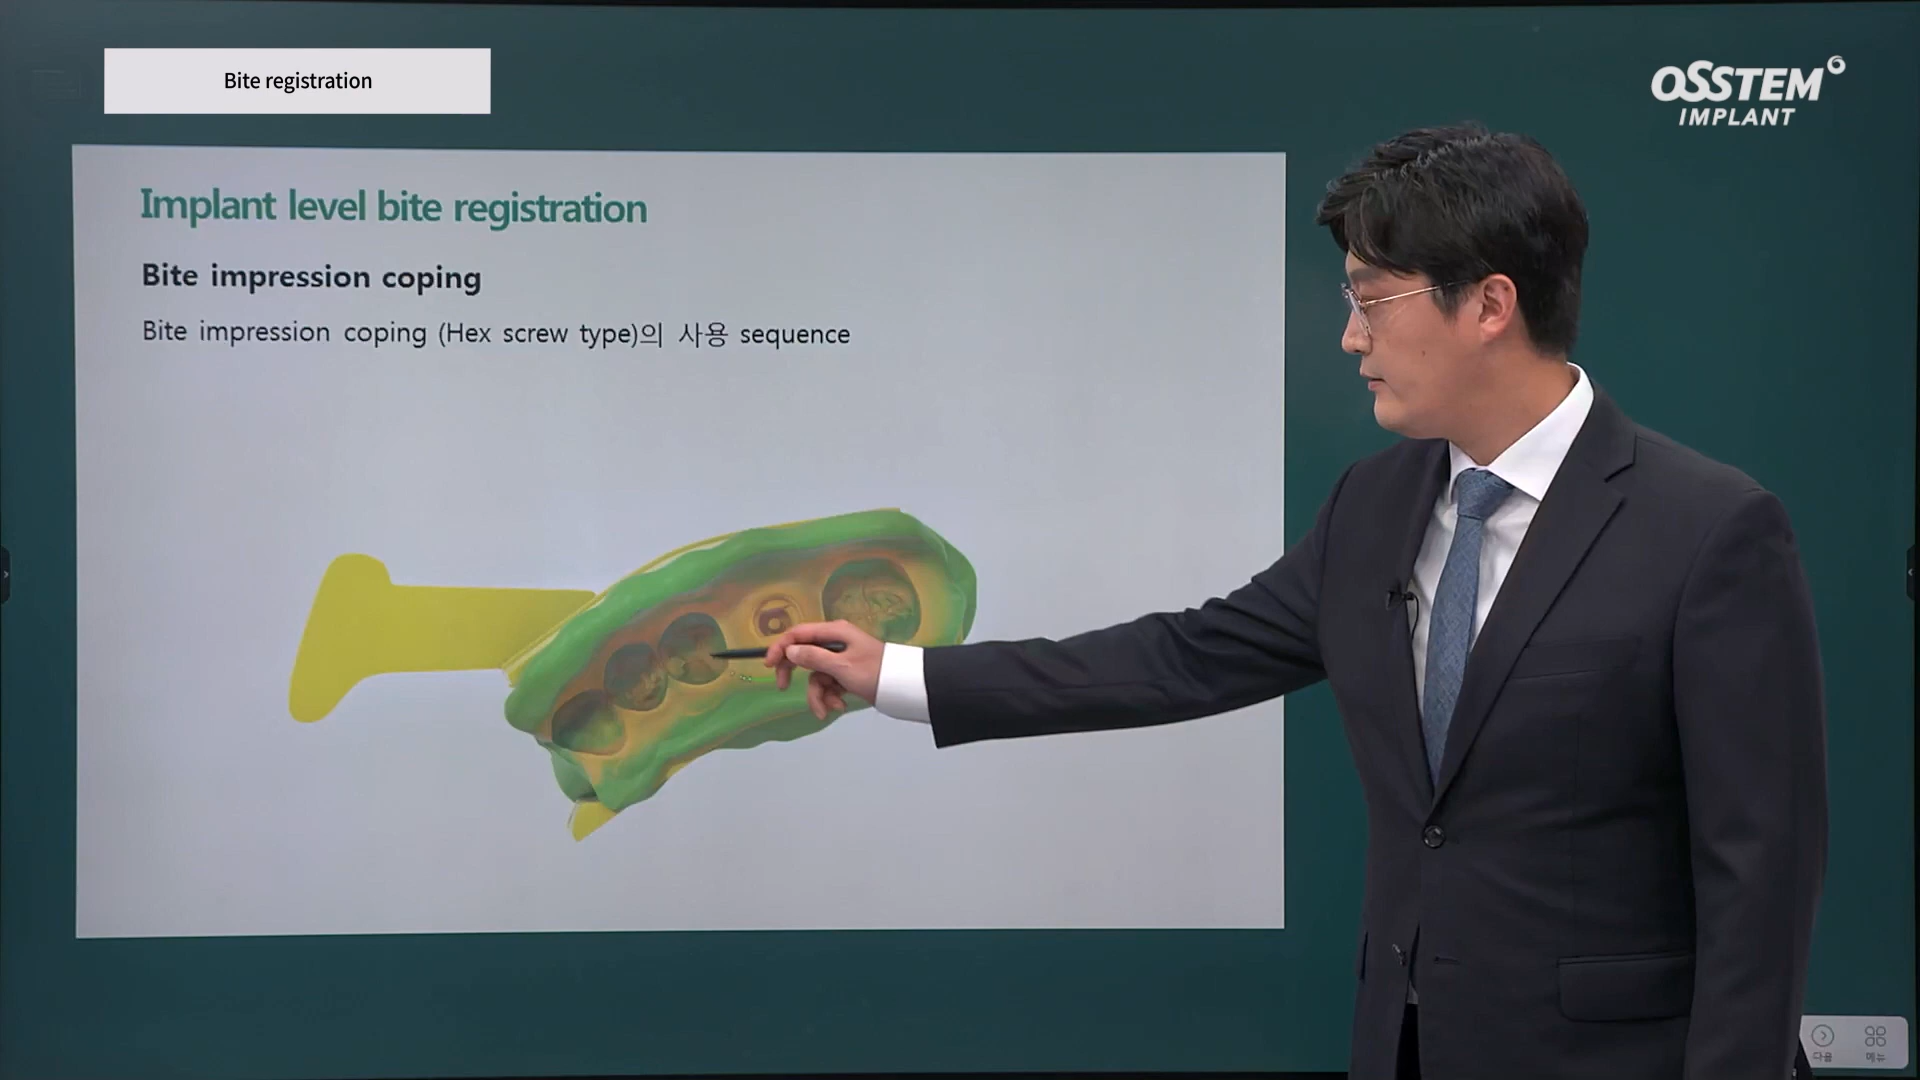 Bite registration
OSSTEM
IMPLANT
Implant level bite registration
Bite impression coping
Bite impression coping (Hex screw type)의 사용 sequence
다음
메뉴